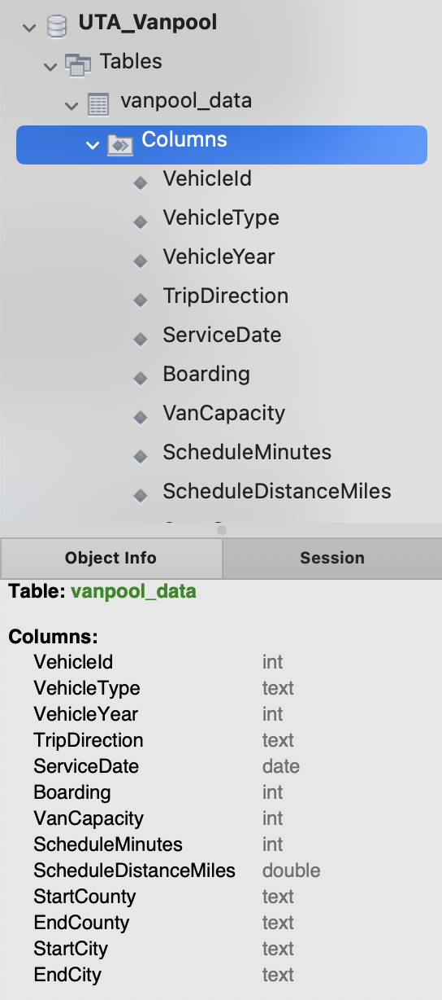 UTA_Vanpool
Tables
vanpool_data
Columns
VehicleId
VehicleType
VehicleYear
TripDirection
ServiceDate
Boarding
VanCapacity
ScheduleMinutes
ScheduleDistanceMiles
Object Info Session
Table: vanpool_data
Columns:
VehicleId int
VehicleType text
VehicleYear int
TripDirection text
ServiceDate date
Boarding int
VanCapacity int
ScheduleMinutes int
ScheduleDistanceMiles double
StartCounty text
EndCounty text
StartCity text
EndCity text